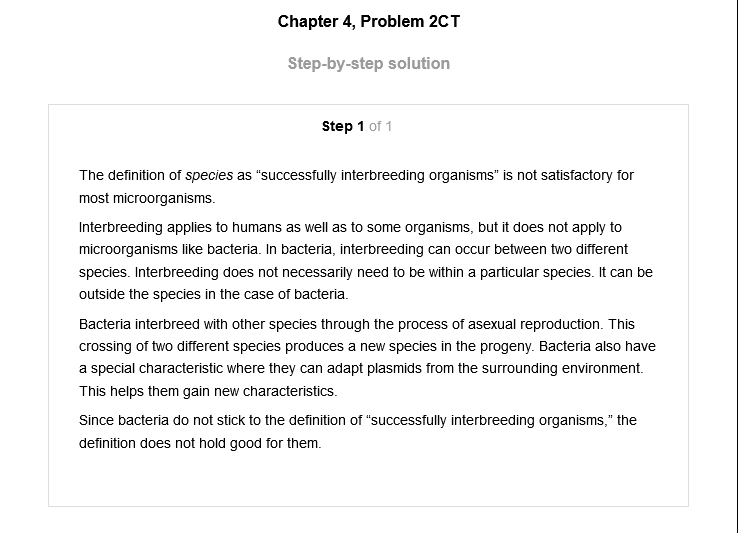 Chapter 4, Problem 2CT
Step-by-step solution
Step 1 of 1
The definition of species as “successfully interbreeding organisms” is not satisfactory for
most microorganisms.
Interbreeding applies to humans as well as to some organisms, but it does not apply to
microorganisms like bacteria. In bacteria, interbreeding can occur between two different
species. Interbreeding does not necessarily need to be within a particular species. It can be
outside the species in the case of bacteria.
Bacteria interbreed with other species through the process of asexual reproduction. This
crossing of two different species produces a new species in the progeny. Bacteria also have
a special characteristic where they can adapt plasmids from the surrounding environment.
This helps them gain new characteristics.
Since bacteria do not stick to the definition of “successfully interbreeding organisms,” the
definition does not hold good for them.